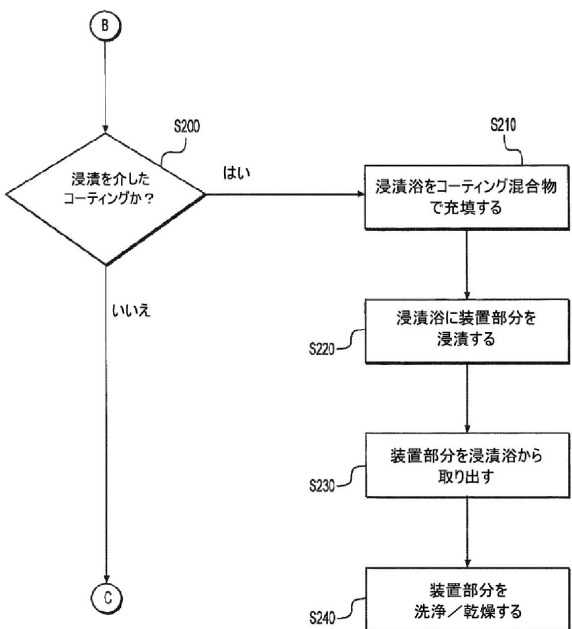 B
S200
浸漬を介した
コーティングか？
はい
いいえ
C
S210
浸漬浴をコーティング混合物
で充填する
浸漬浴に装置部分を
浸漬する
S220
装置部分を浸漬浴から
取り出す
S230
装置部分を
洗浄／乾燥する
S240